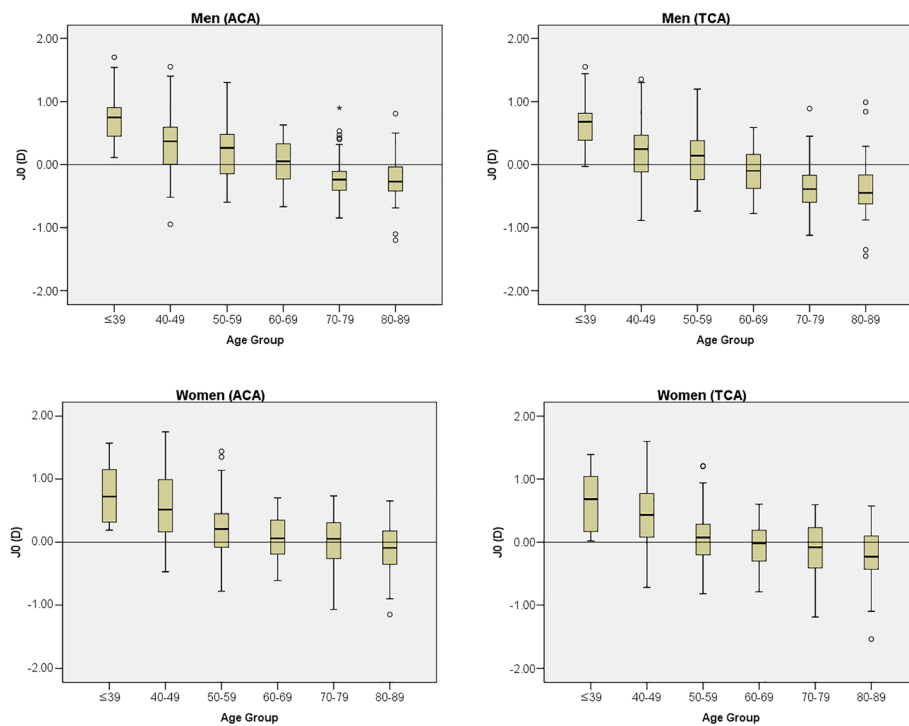 Men (ACA)
2.00
1.00
0.00
-1.00
-2.00
J0 (D)
≤39 40-49 50-59 60-69 70-79 80-89
Age Group
Men (TCA)
2.00
1.00
0.00
-1.00
-2.00
J0 (D)
≤39 40-49 50-59 60-69 70-79 80-89
Age Group
Women (ACA)
2.00
1.00
0.00
-1.00
-2.00
J0 (D)
≤39 40-49 50-59 60-69 70-79 80-89
Age Group
Women (TCA)
2.00
1.00
0.00
-1.00
-2.00
J0 (D)
≤39 40-49 50-59 60-69 70-79 80-89
Age Group